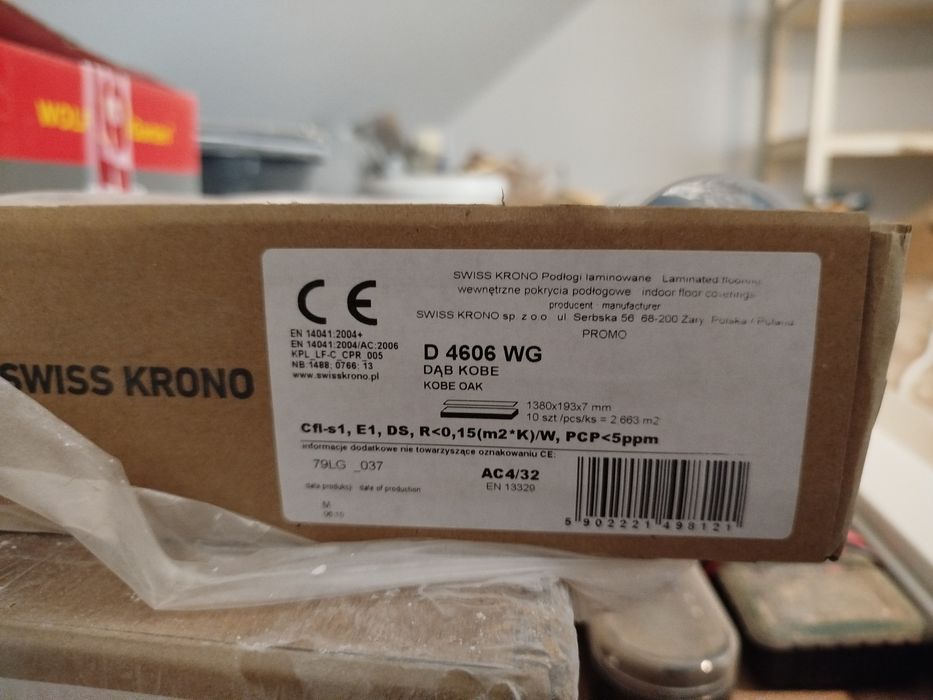 SWISS KRONO
CE
EN 14041:2004+
EN 14041:2004/AC:2006
KPL_LF-C_CPR_005
NB:1488; 0766: 13
www.swisskrono.pl
SWISS KRONO Podłogi laminowane Laminated flooring
wewnętrzne pokrycia podłogowe indoor floor coverings
producent - manufacturer
SWISS KRONO sp. z o.o. ul. Serbska 56 68-200 Żary, Polska / Poland
PROMO
D 4606 WG
DĄB KOBE
KOBE OAK
1380x193x7 mm
10 szt./pcs/ks = 2.663 m2
Cfl-s1, E1, DS, R<0,15(m2*K)/W, PCP<5ppm
informacje dodatkowe nie towarzyszące oznakowaniu CE:
79LG _037
data produkcji date of production
M
AC4/32
EN 13329
5 902221 498121